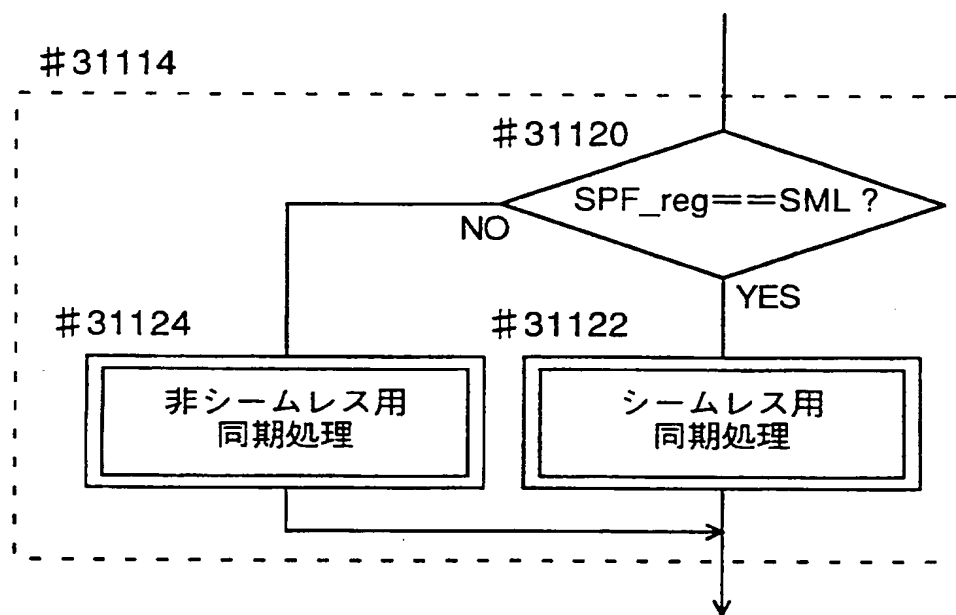 #31114
#31120
SPF_reg==SML ?
NO
YES
#31124
#31122
非シームレス用
同期処理
シームレス用
同期処理